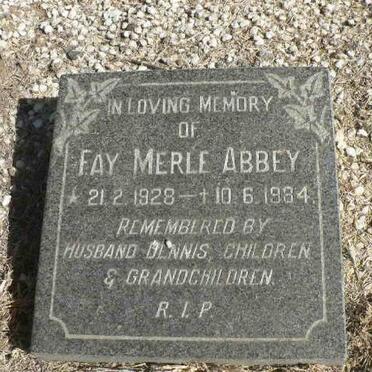 IN LOVING MEMORY
OF
FAY MERLE ABBEY
* 21. 2. 1928 — † 10. 6. 1984.
REMEMBERED BY
HUSBAND DENNIS, CHILDREN
& GRANDCHILDREN.
R. I. P